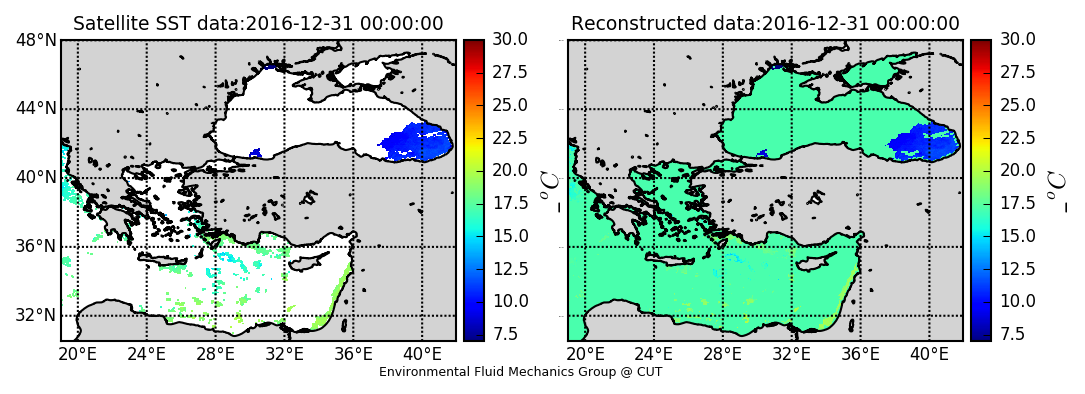 Satellite SST data:2016-12-31 00:00:00
48°N
44°N
40°N
36°N
32°N
20°E 24°E 28°E 32°E 36°E 40°E
30.0
27.5
25.0
22.5
20.0
17.5
15.0
12.5
10.0
7.5
_ °C
Reconstructed data:2016-12-31 00:00:00
20°E 24°E 28°E 32°E 36°E 40°E
30.0
27.5
25.0
22.5
20.0
17.5
15.0
12.5
10.0
7.5
_ °C
Environmental Fluid Mechanics Group @ CUT